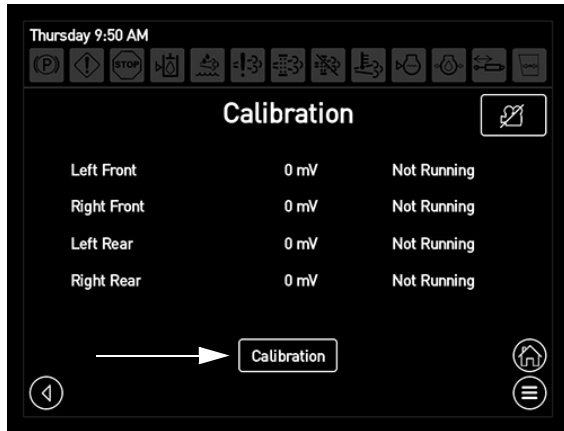 Thursday 9:50 AM
(P) STOP
Calibration
Left Front 0 mV Not Running
Right Front 0 mV Not Running
Left Rear 0 mV Not Running
Right Rear 0 mV Not Running
Calibration